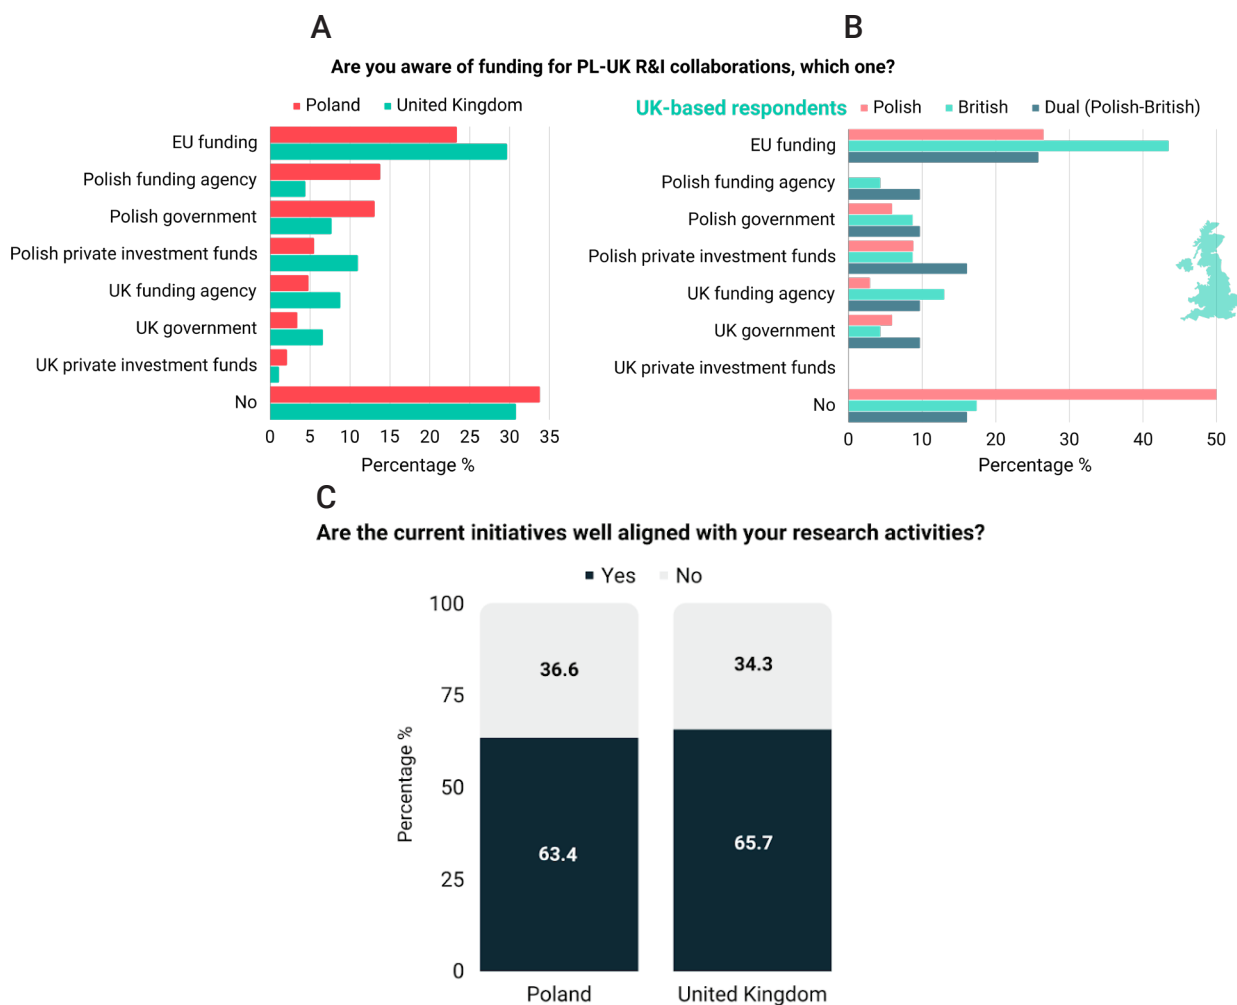 A
B
Are you aware of funding for PL-UK R&I collaborations, which one?
Poland United Kingdom
EU funding
Polish funding agency
Polish government
Polish private investment funds
UK funding agency
UK government
UK private investment funds
No
0 5 10 15 20 25 30 35
Percentage %
UK-based respondents Polish British Dual (Polish-British)
EU funding
Polish funding agency
Polish government
Polish private investment funds
UK funding agency
UK government
UK private investment funds
No
0 10 20 30 40 50
Percentage %
C
Are the current initiatives well aligned with your research activities?
Yes No
100
75
50
25
0
Percentage %
36.6
34.3
63.4
65.7
Poland United Kingdom